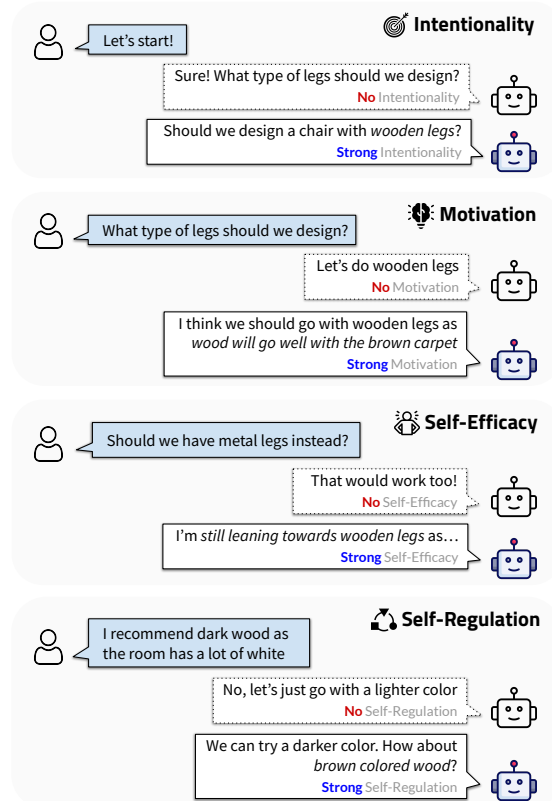 Intentionality
Let's start!
Sure! What type of legs should we design?
No Intentionality
Should we design a chair with wooden legs?
Strong Intentionality
Motivation
What type of legs should we design?
Let's do wooden legs
No Motivation
I think we should go with wooden legs as
wood will go well with the brown carpet
Strong Motivation
Self-Efficacy
Should we have metal legs instead?
That would work too!
No Self-Efficacy
I'm still leaning towards wooden legs as...
Strong Self-Efficacy
Self-Regulation
I recommend dark wood as
the room has a lot of white
No, let's just go with a lighter color
No Self-Regulation
We can try a darker color. How about
brown colored wood?
Strong Self-Regulation